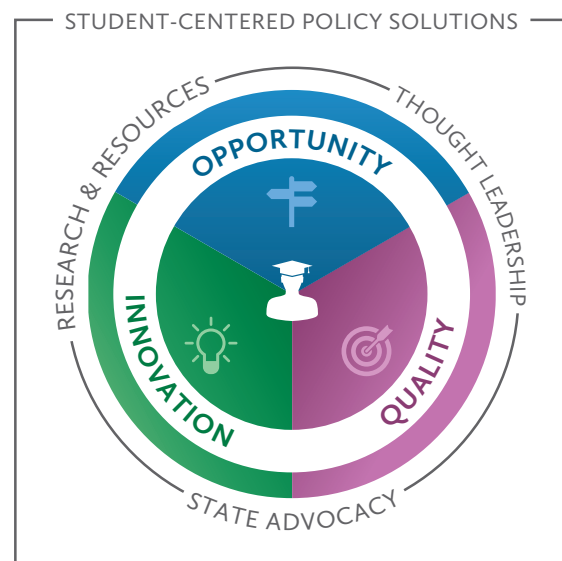 STUDENT-CENTERED POLICY SOLUTIONS
RESEARCH & RESOURCES
THOUGHT LEADERSHIP
OPPORTUNITY
INNOVATION
QUALITY
STATE ADVOCACY